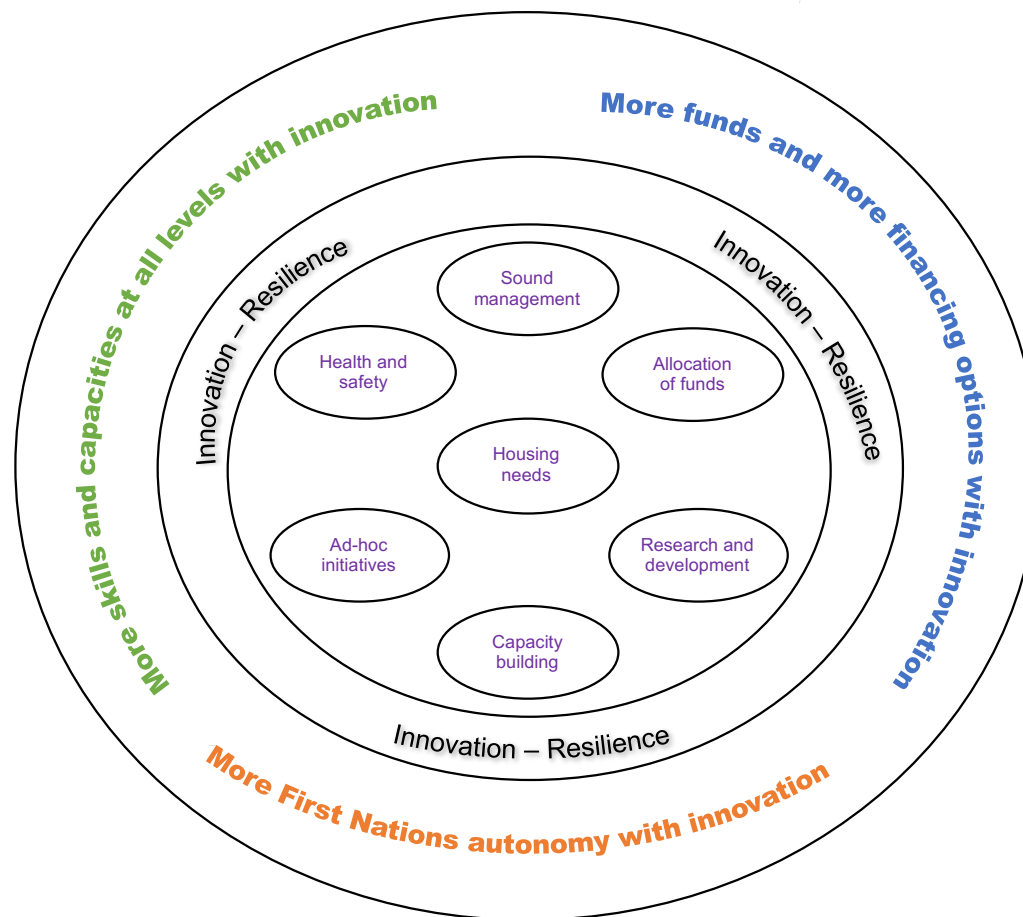 More skills and capacities at all levels with innovation
More funds and more financing options with innovation
Innovation – Resilience
Innovation – Resilience
Sound
management
Health and
safety
Allocation
of funds
Housing
needs
Ad-hoc
initiatives
Research and
development
Capacity
building
Innovation – Resilience
More First Nations autonomy with innovation